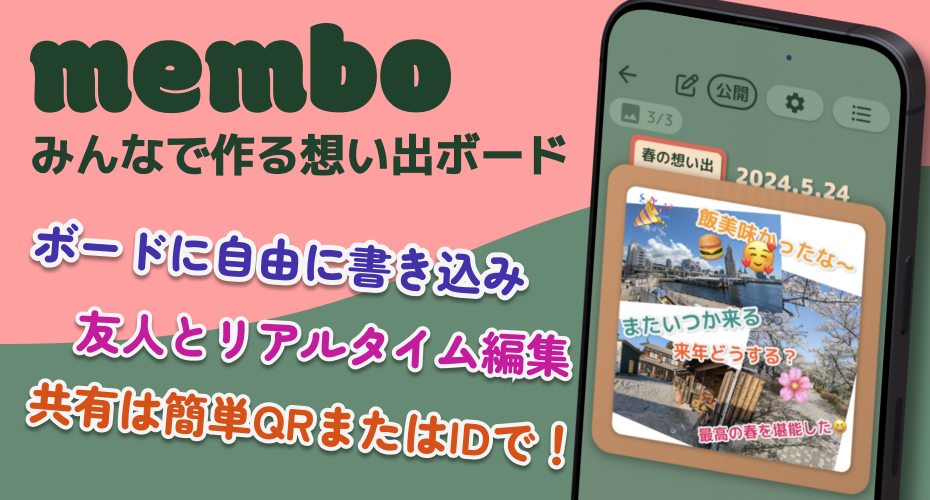 membo
みんなで作る想い出ボード
ボードに自由に書き込み
友人とリアルタイム編集
共有は簡単QRまたはIDで！
公開
3/3
春の想い出
2024.5.24
飯美味かったな〜
またいつか来る
来年どうする？
最高の春を堪能した